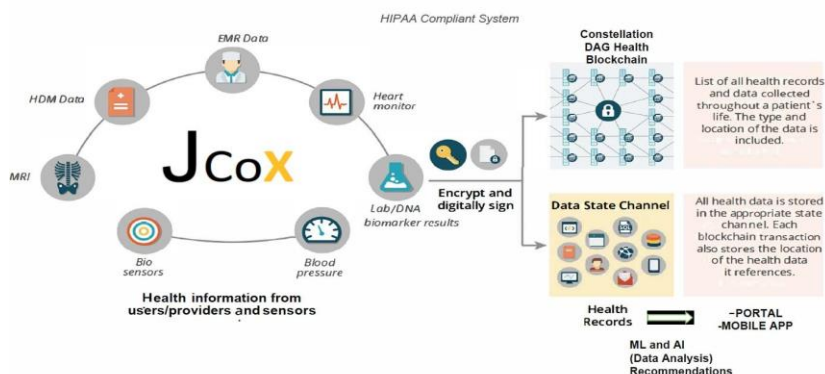 HIPAA Compliant System
EMR Data
HDM Data
Heart
monitor
MRI
JCoX
Lab/DNA
biomarker results
Bio
sensors
Blood
pressure
Health information from
users/providers and sensors
Encrypt and
digitally sign
Constellation
DAG Health
Blockchain
List of all health records
and data collected
throughout a patient`s
life. The type and
location of the data is
included.
Data State Channel
All health data is stored
in the appropriate state
channel. Each
blockchain transaction
also stores the location
of the health data
it references.
Health
Records
–PORTAL
-MOBILE APP
ML and AI
(Data Analysis)
Recommendations